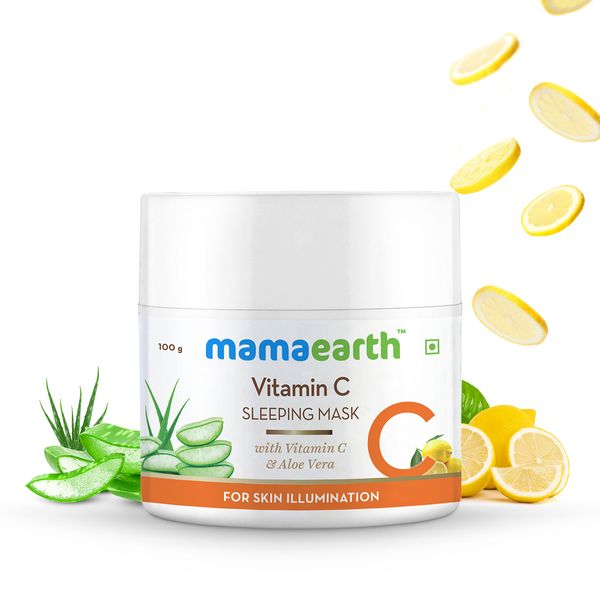 100 g
mamaearth™
Vitamin C
SLEEPING MASK
with Vitamin C
& Aloe Vera
C
FOR SKIN ILLUMINATION